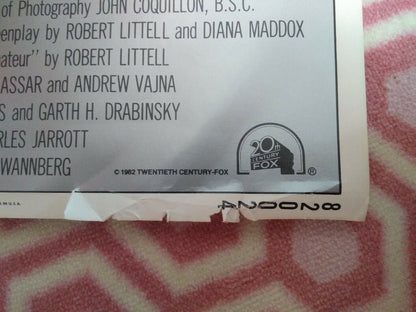 of Photography JOHN COQUILLON, B.S.C.
enplay by ROBERT LITTELL and DIANA MADDOX
ateur" by ROBERT LITTELL
ASSAR and ANDREW VAJNA
S and GARTH H. DRABINSKY
RLES JARROTT
WANNBERG
© 1982 TWENTIETH CENTURY-FOX
20th
CENTURY
FOX
®
820024